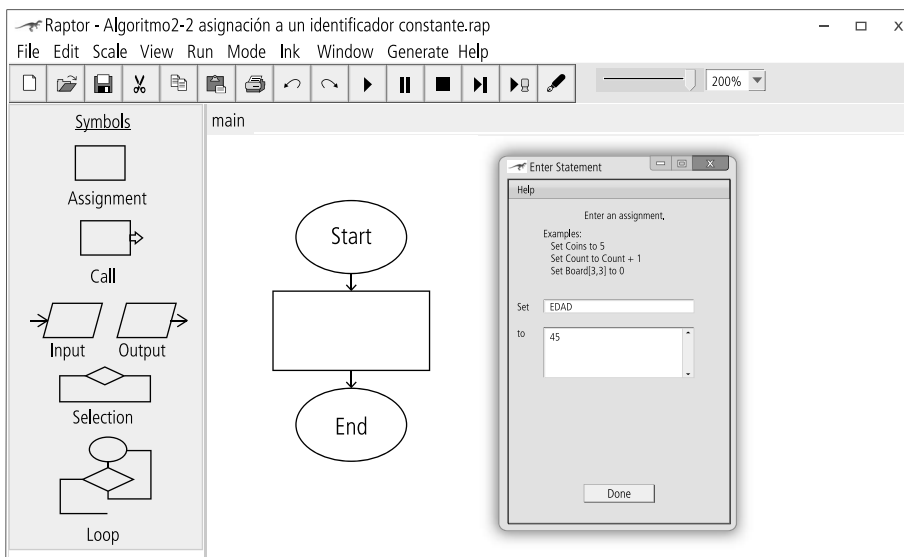 Raptor - Algoritmo2-2 asignación a un identificador constante.rap
File Edit Scale View Run Mode Ink Window Generate Help
200%
Symbols
Assignment
Call
Input Output
Selection
Loop
main
Start
End
Enter Statement
Help
Enter an assignment,
Examples:
Set Coins to 5
Set Count to Count + 1
Set Board[3,3] to 0
Set EDAD
to 45
Done